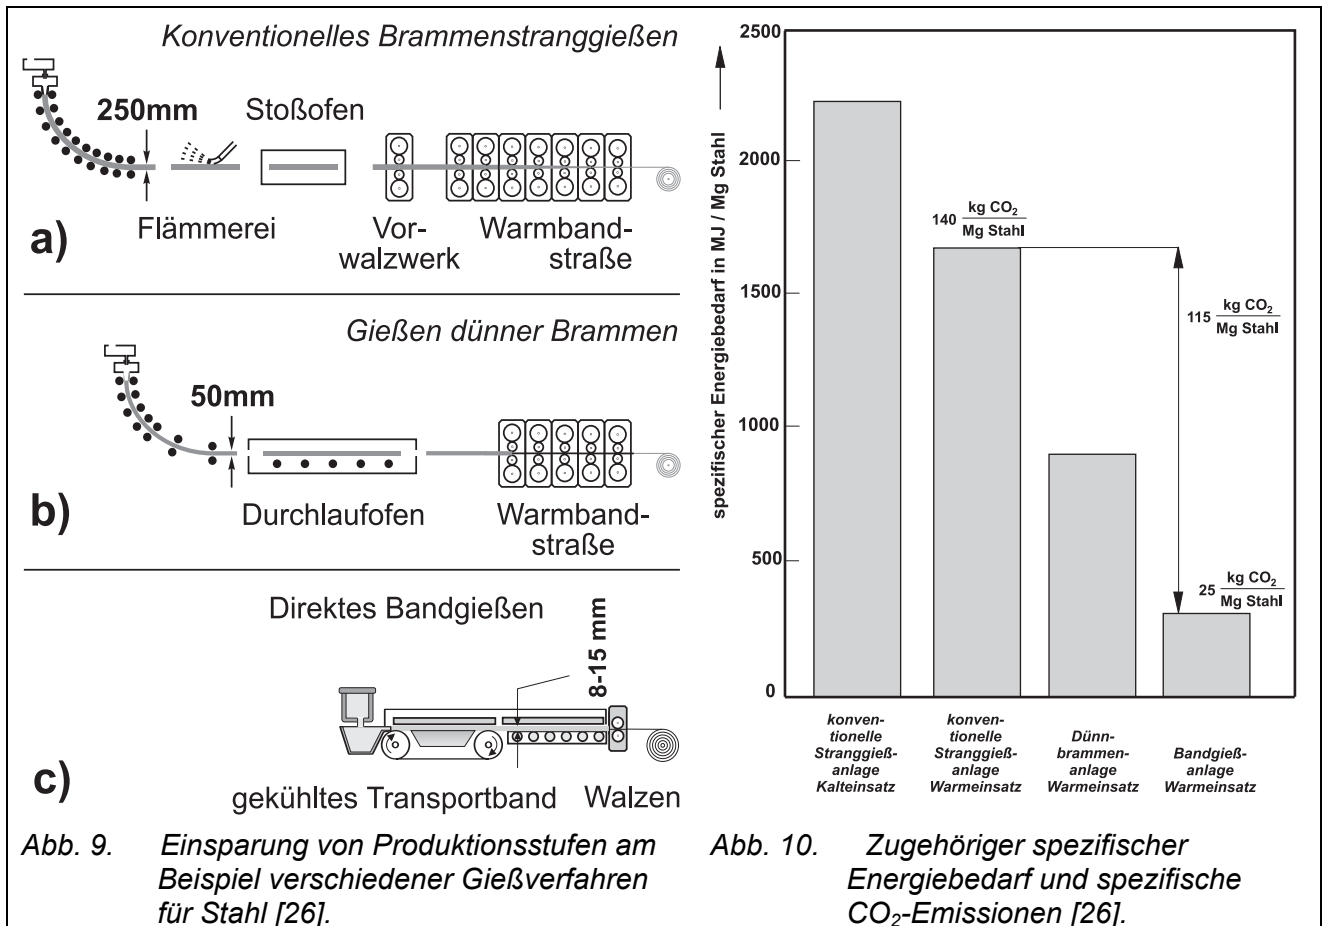 Konventionelles Brammenstranggießen
250mm
Stoßofen
Flämmerei
Vor-
walzwerk
Warmband-
straße
a)
Gießen dünner Brammen
50mm
Durchlaufofen
Warmband-
straße
b)
Direktes Bandgießen
8-15 mm
c)
gekühltes Transportband
Walzen
Abb. 9. Einsparung von Produktionsstufen am
Beispiel verschiedener Gießverfahren
für Stahl [26].
spezifischer Energiebedarf in MJ / Mg Stahl
2500
2000
1500
1000
500
0
140 kg CO₂
Mg Stahl
115 kg CO₂
Mg Stahl
25 kg CO₂
Mg Stahl
konven-
tionelle
Stranggieß-
anlage
Kalteinsatz
konven-
tionelle
Stranggieß-
anlage
Warmeinsatz
Dünn-
brammen-
anlage
Warmeinsatz
Bandgieß-
anlage
Warmeinsatz
Abb. 10. Zugehöriger spezifischer
Energiebedarf und spezifische
CO₂-Emissionen [26].